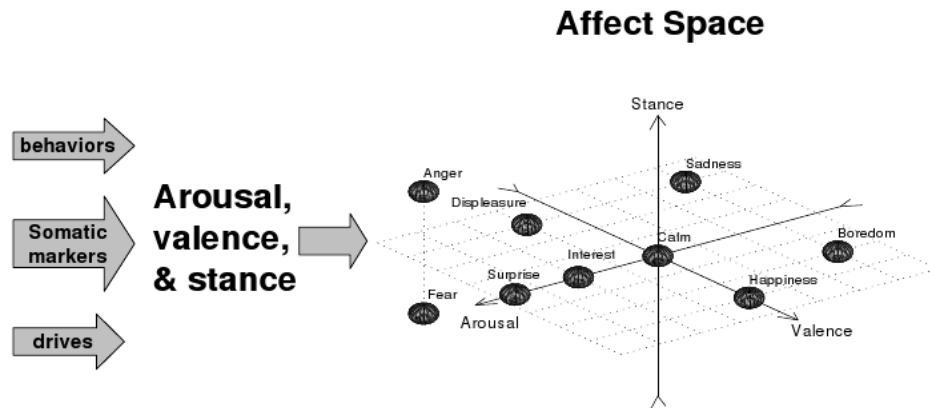 Affect Space
behaviors
Somatic
markers
drives
Arousal,
valence,
& stance
Stance
Anger
Sadness
Displeasure
Calm
Boredom
Interest
Surprise
Happiness
Fear
Arousal
Valence